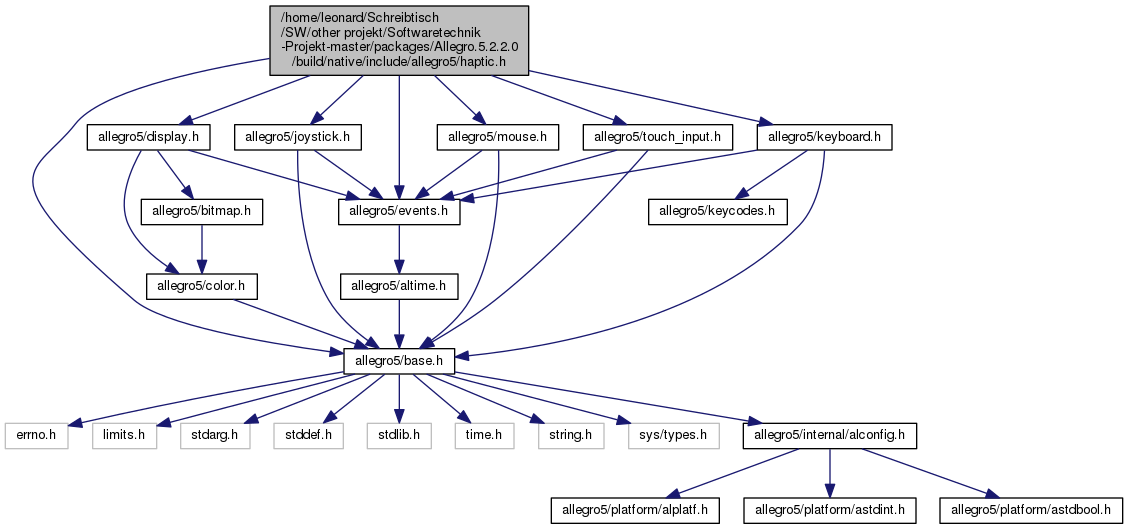 /home/leonard/Schreibtisch
/SW/other projekt/Softwaretechnik
-Projekt-master/packages/Allegro.5.2.2.0
/build/native/include/allegro5/haptic.h
allegro5/display.h
allegro5/joystick.h
allegro5/mouse.h
allegro5/touch_input.h
allegro5/keyboard.h
allegro5/bitmap.h
allegro5/events.h
allegro5/keycodes.h
allegro5/color.h
allegro5/altime.h
allegro5/base.h
errno.h
limits.h
stdarg.h
stddef.h
stdlib.h
time.h
string.h
sys/types.h
allegro5/internal/alconfig.h
allegro5/platform/alplatf.h
allegro5/platform/astdint.h
allegro5/platform/astdbool.h